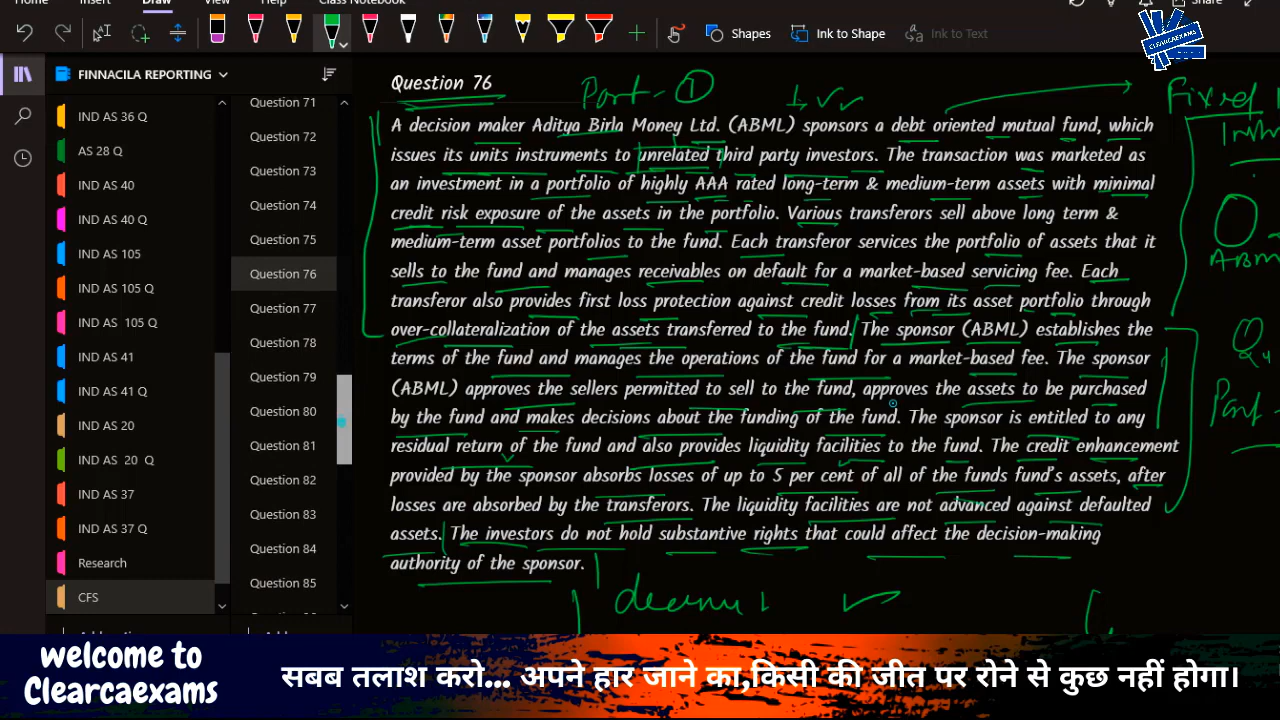 Home
Insert
Draw
View
Help
Class Notebook
Share
Shapes
Ink to Shape
Ink to Text
CLEARCAEXAMS
FINNACILA REPORTING
IND AS 36 Q
AS 28 Q
IND AS 40
IND AS 40 Q
IND AS 105
IND AS 105 Q
IND AS 105 Q
IND AS 41
IND AS 41 Q
IND AS 20
IND AS 20 Q
IND AS 37
IND AS 37 Q
Research
CFS
Question 71
Question 72
Question 73
Question 74
Question 75
Question 76
Question 77
Question 78
Question 79
Question 80
Question 81
Question 82
Question 83
Question 84
Question 85
Question 76
Part - 1
Fixed
A decision maker Aditya Birla Money Ltd. (ABML) sponsors a debt oriented mutual fund, which
issues its units instruments to unrelated third party investors. The transaction was marketed as
an investment in a portfolio of highly AAA rated long-term & medium-term assets with minimal
credit risk exposure of the assets in the portfolio. Various transferors sell above long term &
medium-term asset portfolios to the fund. Each transferor services the portfolio of assets that it
sells to the fund and manages receivables on default for a market-based servicing fee. Each
transferor also provides first loss protection against credit losses from its asset portfolio through
over-collateralization of the assets transferred to the fund. The sponsor (ABML) establishes the
terms of the fund and manages the operations of the fund for a market-based fee. The sponsor
(ABML) approves the sellers permitted to sell to the fund, approves the assets to be purchased
by the fund and makes decisions about the funding of the fund. The sponsor is entitled to any
residual return of the fund and also provides liquidity facilities to the fund. The credit enhancement
provided by the sponsor absorbs losses of up to 5 per cent of all of the funds fund's assets, after
losses are absorbed by the transferors. The liquidity facilities are not advanced against defaulted
assets. The investors do not hold substantive rights that could affect the decision-making
authority of the sponsor.
welcome to
Clearcaexams
सबब तलाश करो... अपने हार जाने का,किसी की जीत पर रोने से कुछ नहीं होगा।